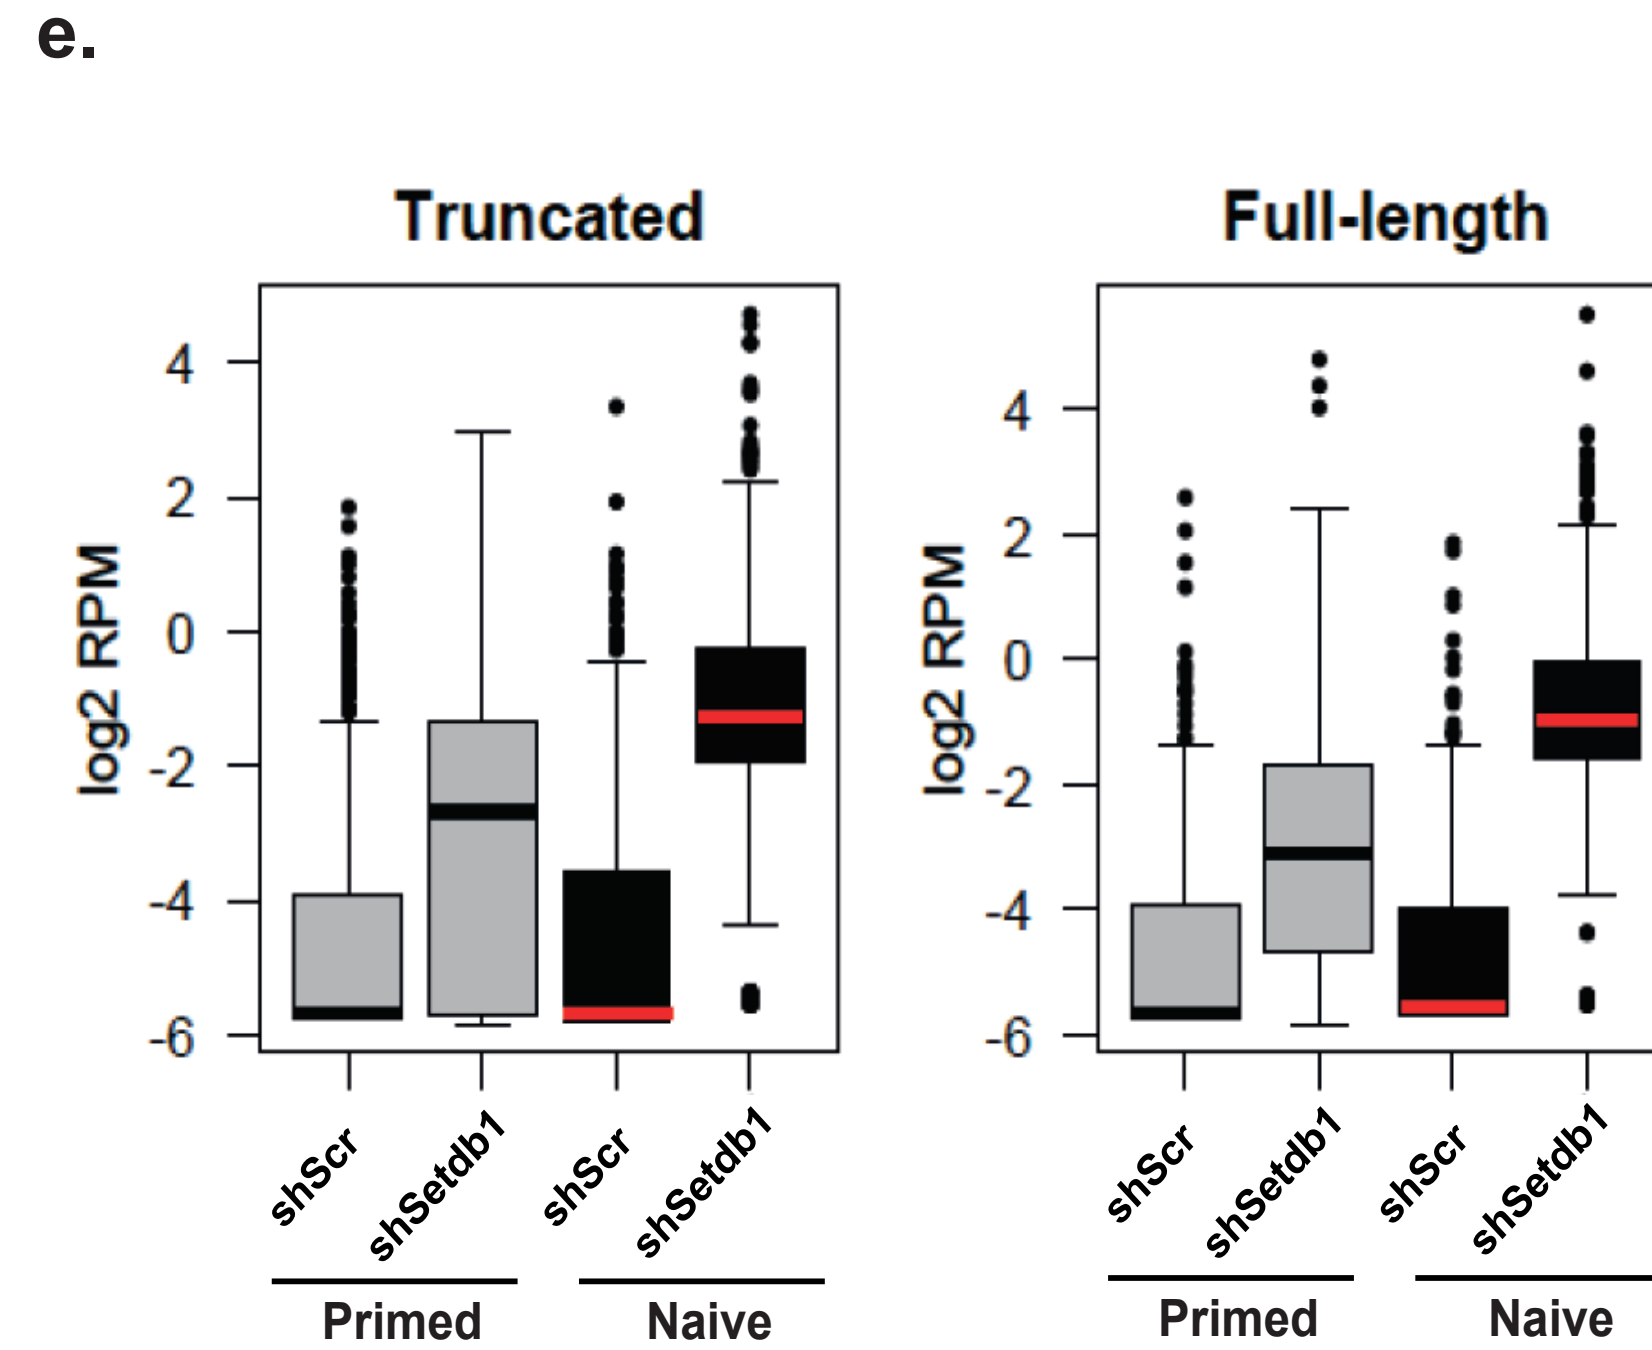 e.
Truncated
Full-length
log2 RPM
4
2
0
-2
-4
-6
shScr
shSetdb1
shScr
shSetdb1
Primed
Naive
log2 RPM
4
2
0
-2
-4
-6
shScr
shSetdb1
shScr
shSetdb1
Primed
Naive